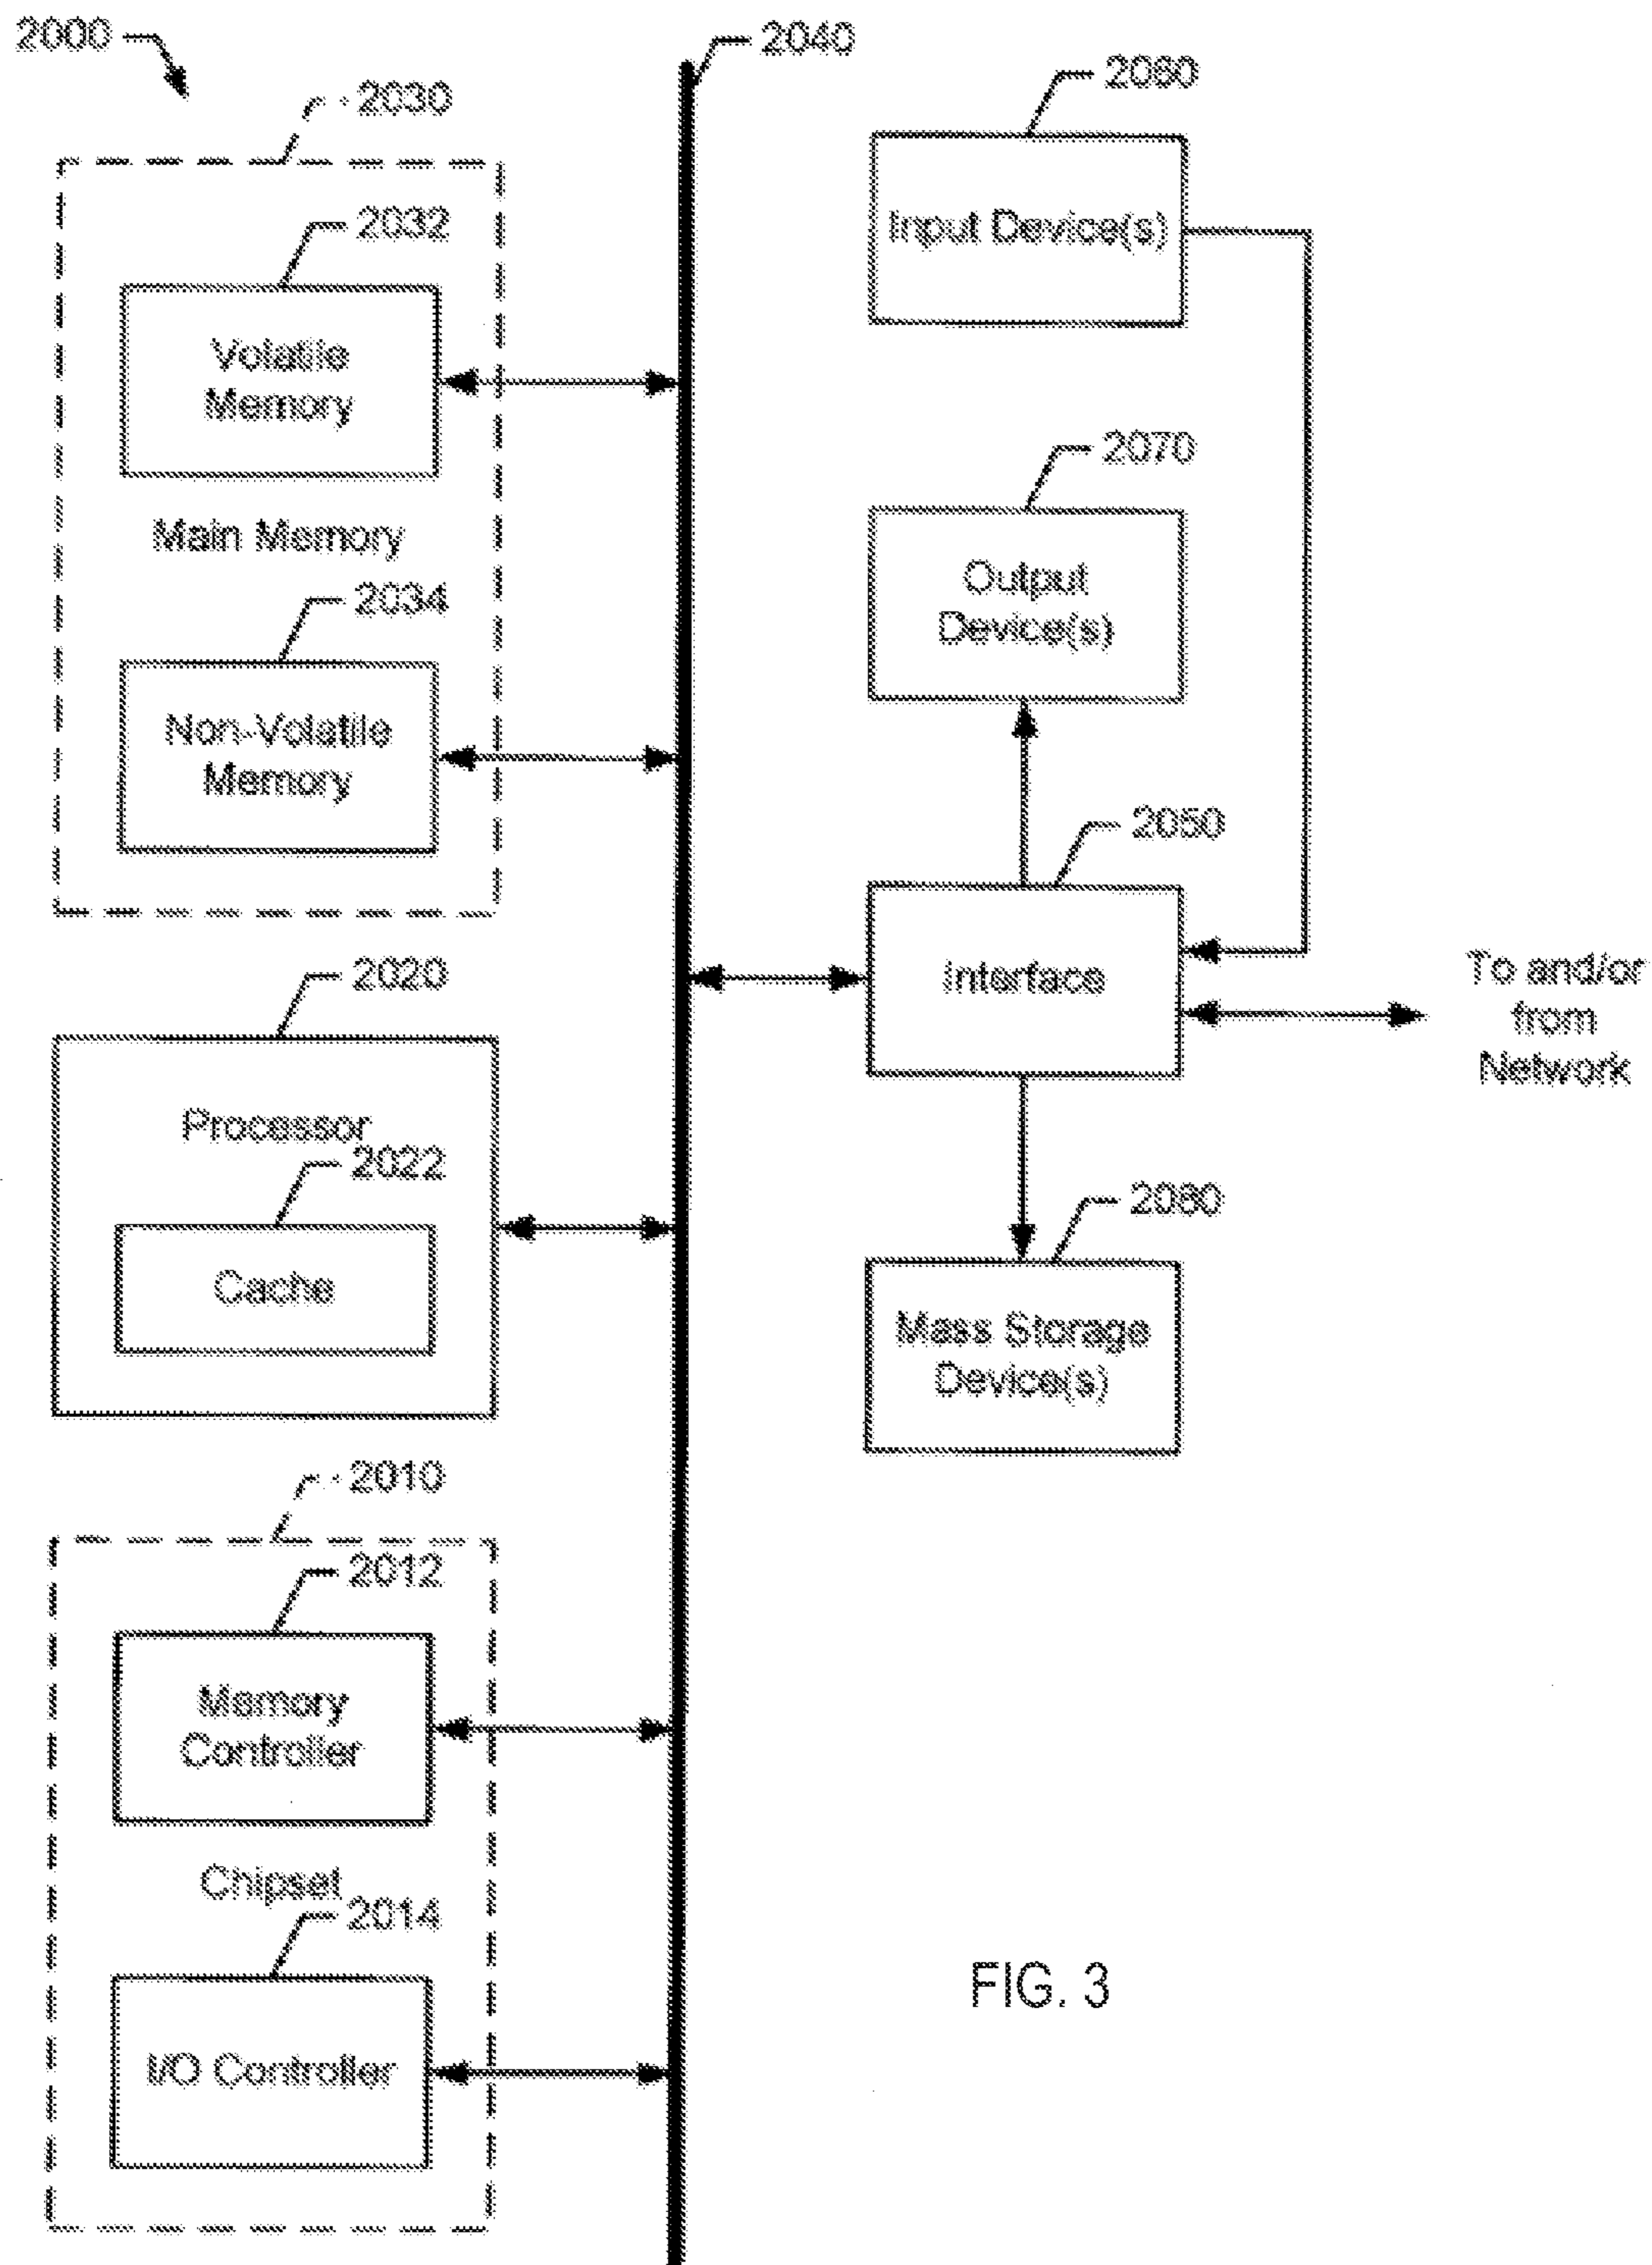 2000
2040
2060
2030
2032
Input Device(s)
Volatile
Memory
2070
Main Memory
Output
Device(s)
2034
Non-Volatile
Memory
2050
2020
Interface
To and/or
from
Network
Processor
2022
2080
Cache
Mass Storage
Device(s)
2010
2012
Memory
Controller
Chipset
2014
I/O Controller
FIG. 3